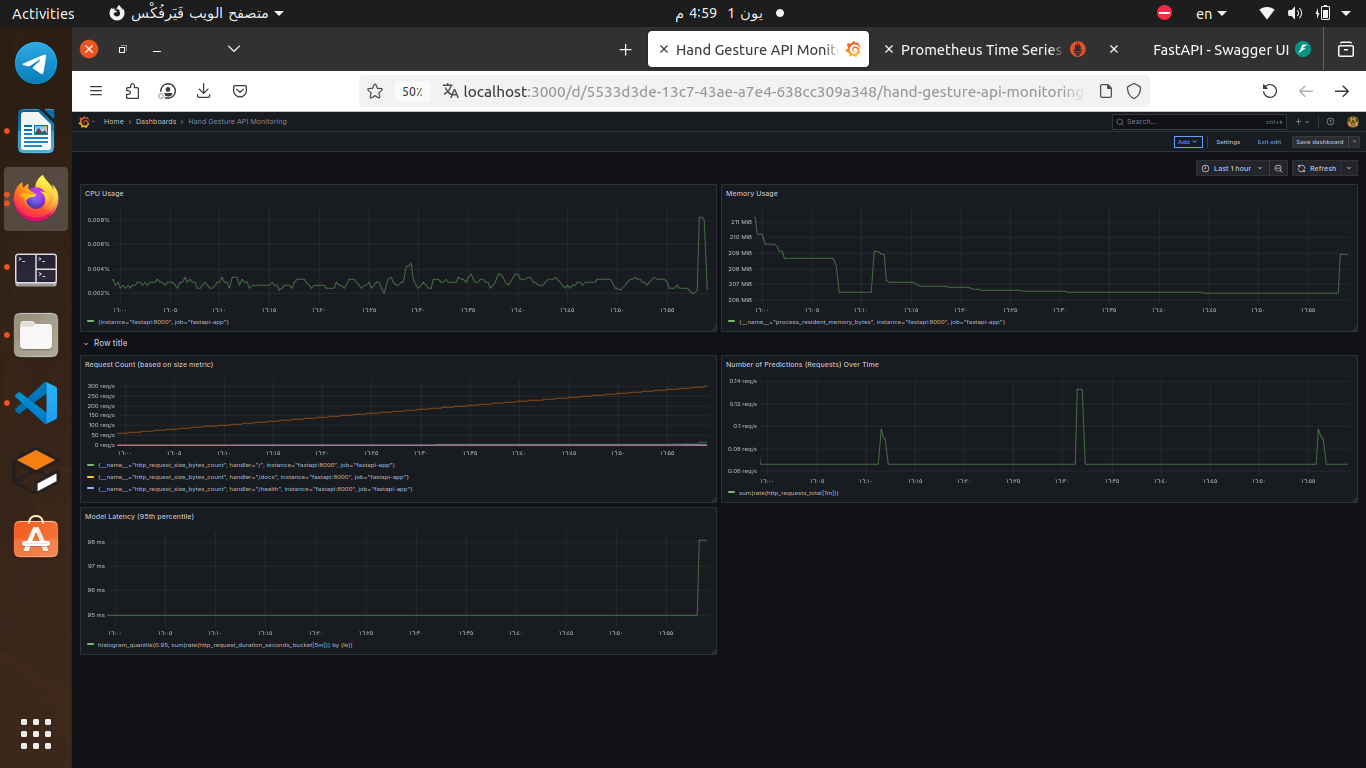 Activities
متصفح الويب فَيَرفُكْس
يون 1 4:59 م
en
Hand Gesture API Monit
Prometheus Time Series
FastAPI - Swagger UI
50%
localhost:3000/d/5533d3de-13c7-43ae-a7e4-638cc309a348/hand-gesture-api-monitoring
Home › Dashboards › Hand Gesture API Monitoring
Search... ctrl+k
Add Settings Exit edit Save dashboard
Last 1 hour Refresh
CPU Usage
0.008%
0.006%
0.004%
0.002%
١٦:٠٠ ١٦:٠٥ ١٦:١٠ ١٦:١٥ ١٦:٢٠ ١٦:٢٥ ١٦:٣٠ ١٦:٣٥ ١٦:٤٠ ١٦:٤٥ ١٦:٥٠ ١٦:٥٥
{instance="fastapi:8000", job="fastapi-app"}
Memory Usage
211 MiB
210 MiB
209 MiB
208 MiB
207 MiB
206 MiB
١٦:٠٠ ١٦:٠٥ ١٦:١٠ ١٦:١٥ ١٦:٢٠ ١٦:٢٥ ١٦:٣٠ ١٦:٣٥ ١٦:٤٠ ١٦:٤٥ ١٦:٥٠ ١٦:٥٥
{__name__="process_resident_memory_bytes", instance="fastapi:8000", job="fastapi-app"}
Row title
Request Count (based on size metric)
300 req/s
250 req/s
200 req/s
150 req/s
100 req/s
50 req/s
0 req/s
١٦:٠٠ ١٦:٠٥ ١٦:١٠ ١٦:١٥ ١٦:٢٠ ١٦:٢٥ ١٦:٣٠ ١٦:٣٥ ١٦:٤٠ ١٦:٤٥ ١٦:٥٠ ١٦:٥٥
{__name__="http_request_size_bytes_count", handler="/", instance="fastapi:8000", job="fastapi-app"}
{__name__="http_request_size_bytes_count", handler="/docs", instance="fastapi:8000", job="fastapi-app"}
{__name__="http_request_size_bytes_count", handler="/health", instance="fastapi:8000", job="fastapi-app"}
Number of Predictions (Requests) Over Time
0.14 req/s
0.12 req/s
0.1 req/s
0.08 req/s
0.06 req/s
١٦:٠٠ ١٦:٠٥ ١٦:١٠ ١٦:١٥ ١٦:٢٠ ١٦:٢٥ ١٦:٣٠ ١٦:٣٥ ١٦:٤٠ ١٦:٤٥ ١٦:٥٠ ١٦:٥٥
sum(rate(http_requests_total[1m]))
Model Latency (95th percentile)
98 ms
97 ms
96 ms
95 ms
١٦:٠٠ ١٦:٠٥ ١٦:١٠ ١٦:١٥ ١٦:٢٠ ١٦:٢٥ ١٦:٣٠ ١٦:٣٥ ١٦:٤٠ ١٦:٤٥ ١٦:٥٠ ١٦:٥٥
histogram_quantile(0.95, sum(rate(http_request_duration_seconds_bucket[5m])) by (le))